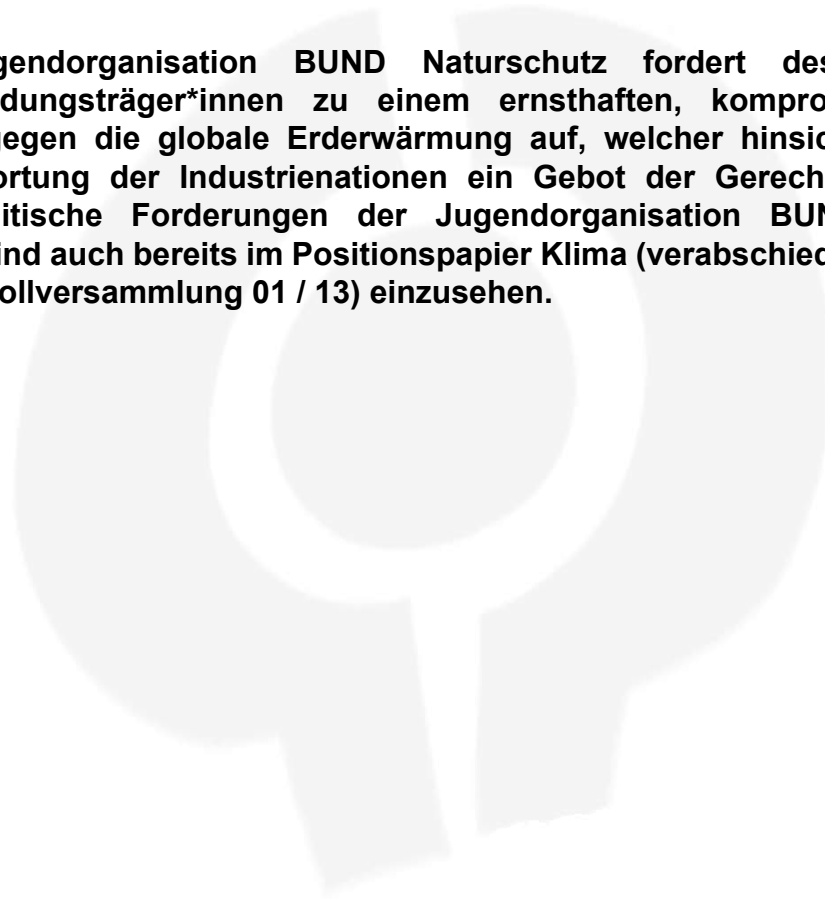 gendorganisation BUND Naturschutz fordert des
dungsträger*innen zu einem ernsthaften, kompro
gegen die globale Erderwärmung auf, welcher hinsic
ortung der Industrienationen ein Gebot der Gerech
itische Forderungen der Jugendorganisation BUN
ind auch bereits im Positionspapier Klima (verabschied
ollversammlung 01 / 13) einzusehen.